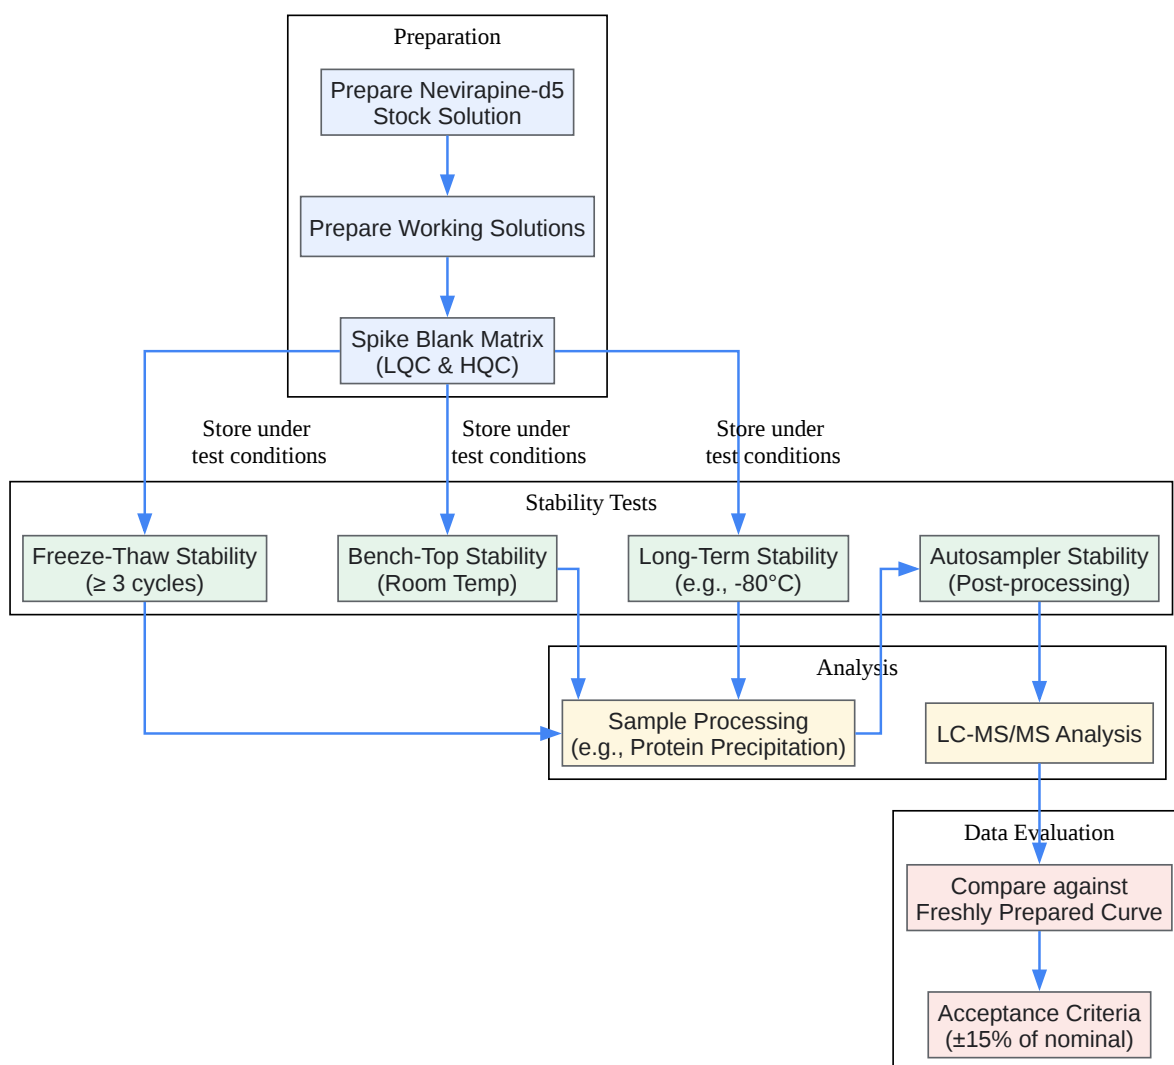 Preparation
Prepare Nevirapine-d5
Stock Solution
Prepare Working Solutions
Spike Blank Matrix
(LQC & HQC)
Store under
test conditions
Store under
test conditions
Store under
test conditions
Stability Tests
Freeze-Thaw Stability
(≥ 3 cycles)
Bench-Top Stability
(Room Temp)
Long-Term Stability
(e.g., -80°C)
Autosampler Stability
(Post-processing)
Analysis
Sample Processing
(e.g., Protein Precipitation)
LC-MS/MS Analysis
Data Evaluation
Compare against
Freshly Prepared Curve
Acceptance Criteria
(±15% of nominal)